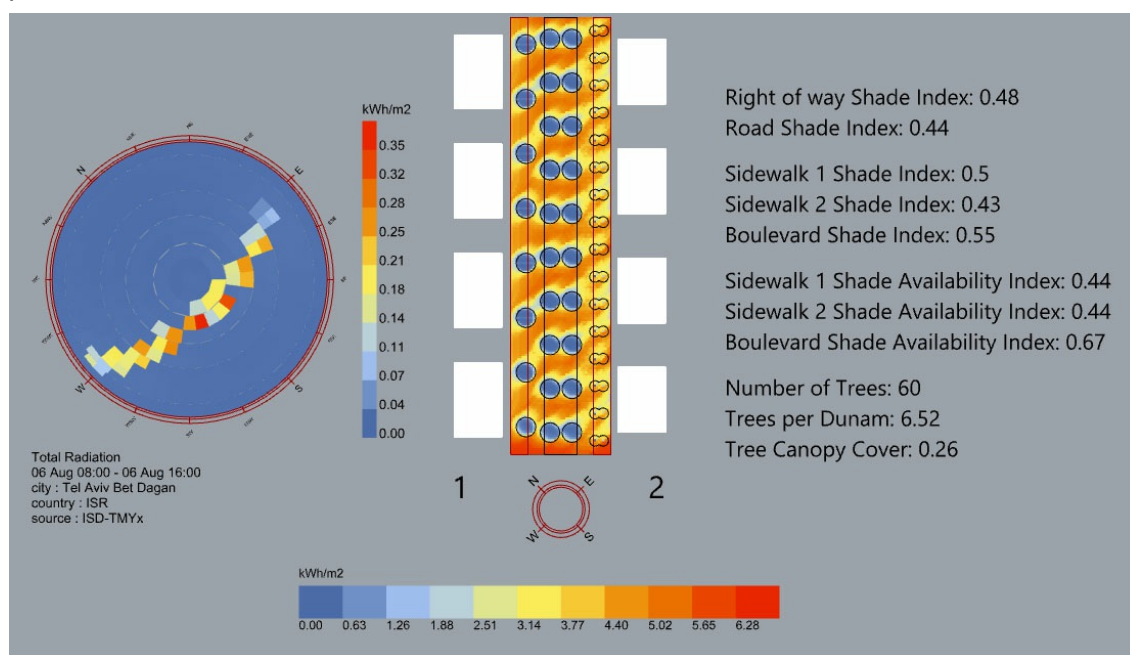 kWh/m2
0.35
0.32
0.28
0.25
0.21
0.18
0.14
0.11
0.07
0.04
0.00
N
E
S
W
Total Radiation
06 Aug 08:00 - 06 Aug 16:00
city : Tel Aviv Bet Dagan
country : ISR
source : ISD-TMYx
1
2
N
E
W
S
Right of way Shade Index: 0.48
Road Shade Index: 0.44
Sidewalk 1 Shade Index: 0.5
Sidewalk 2 Shade Index: 0.43
Boulevard Shade Index: 0.55
Sidewalk 1 Shade Availability Index: 0.44
Sidewalk 2 Shade Availability Index: 0.44
Boulevard Shade Availability Index: 0.67
Number of Trees: 60
Trees per Dunam: 6.52
Tree Canopy Cover: 0.26
kWh/m2
0.00 0.63 1.26 1.88 2.51 3.14 3.77 4.40 5.02 5.65 6.28